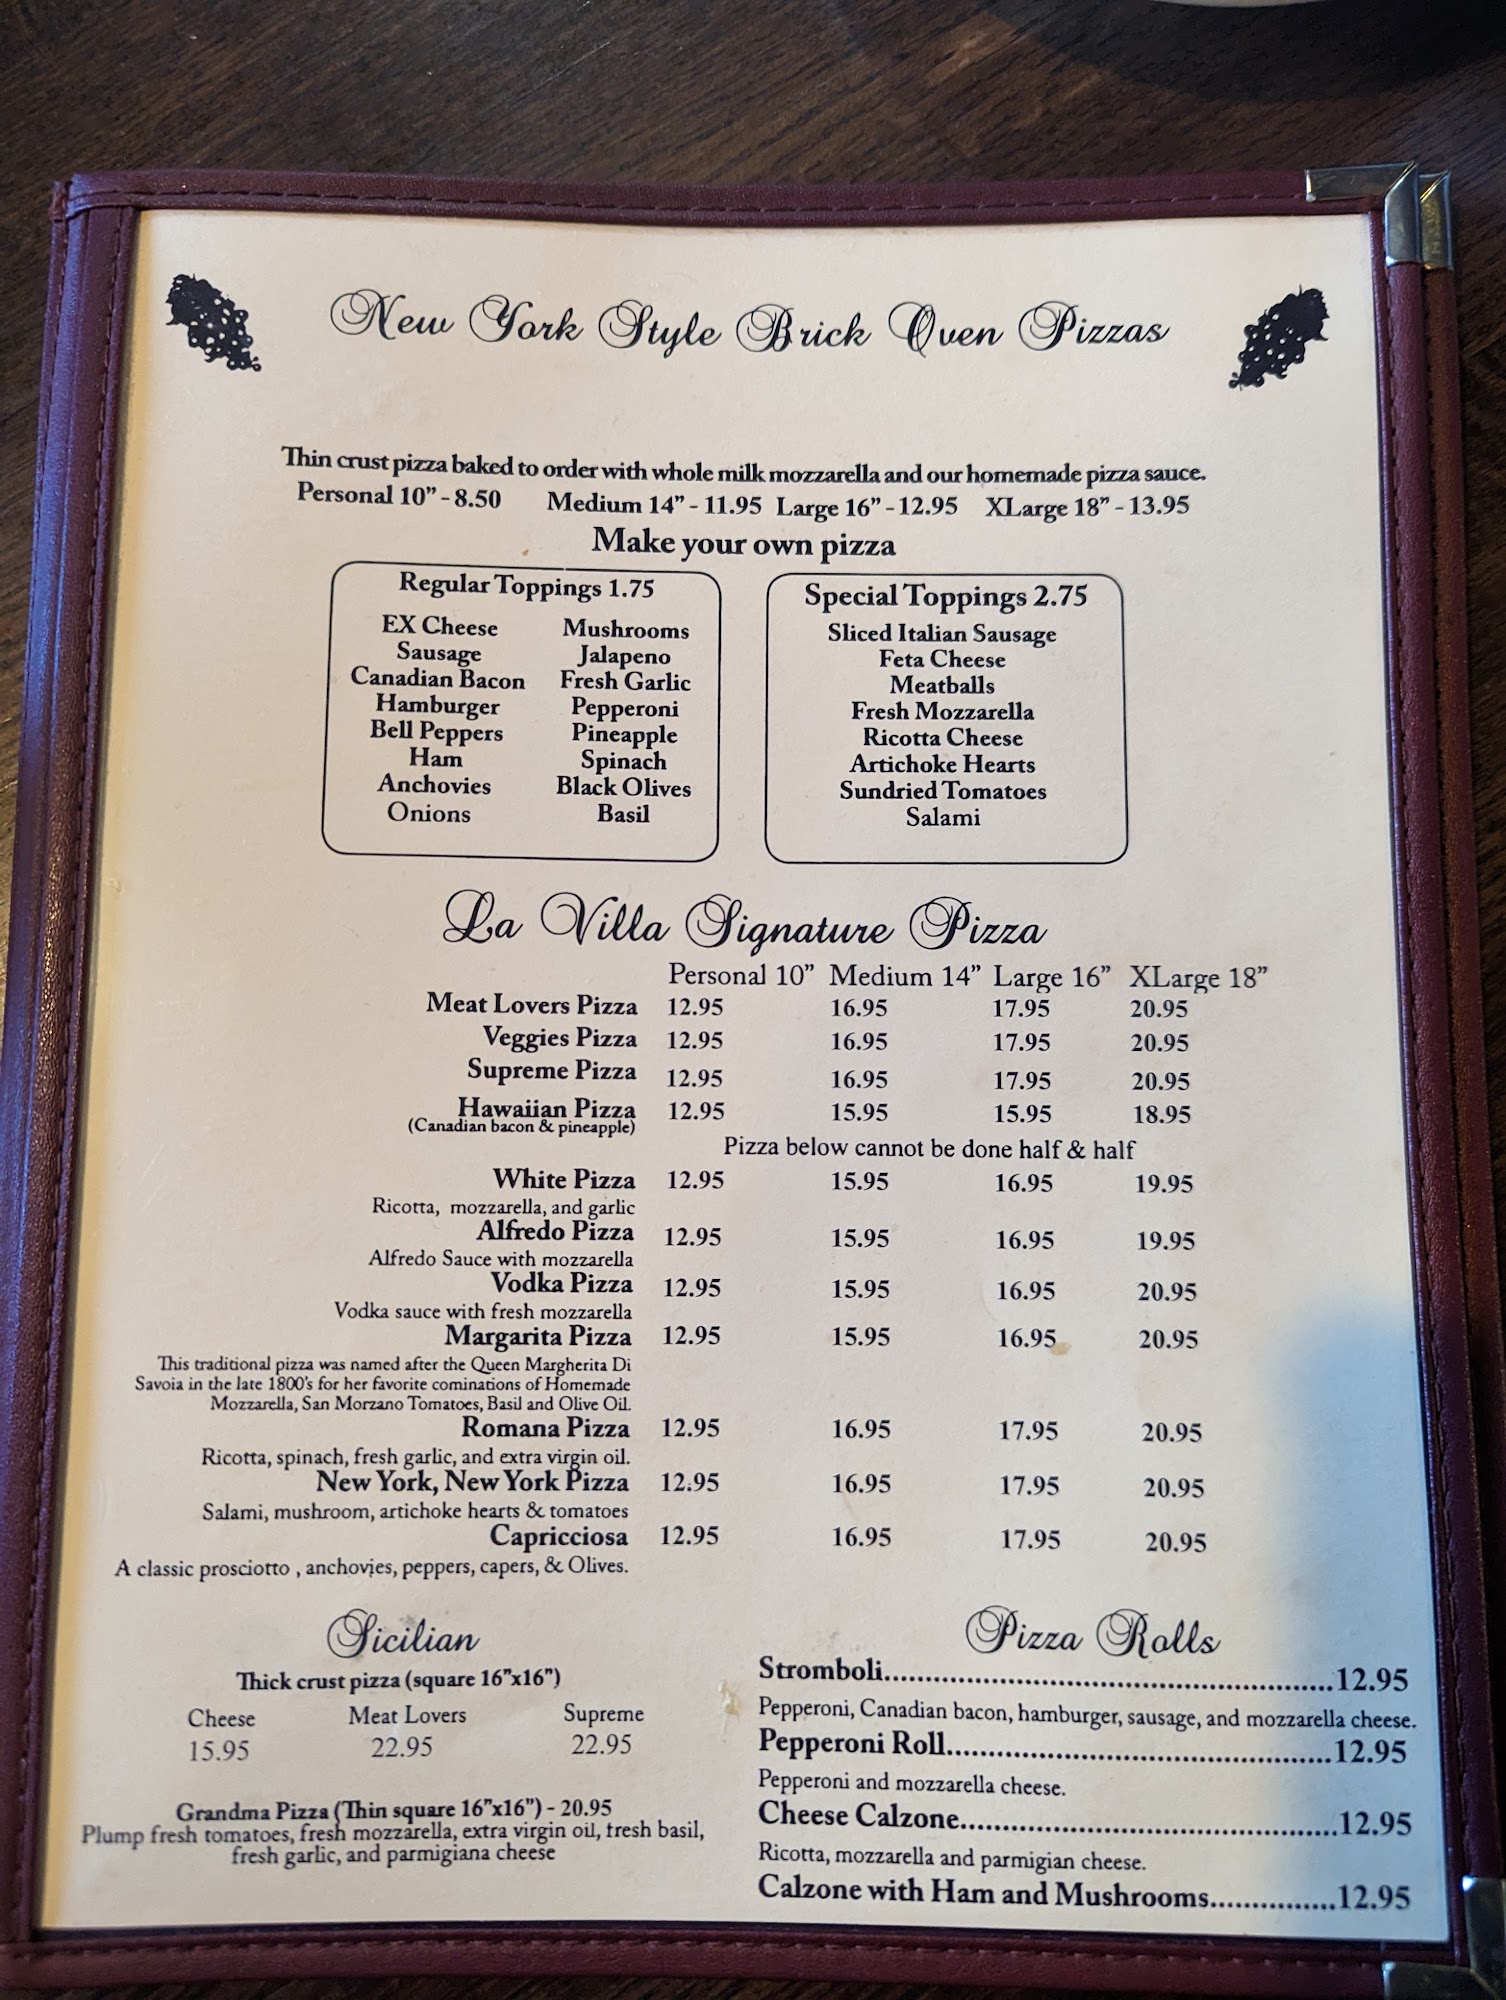 New York Style Brick Oven Pizzas
Thin crust pizza baked to order with whole milk mozzarella and our homemade pizza sauce.
Personal 10" - 8.50 Medium 14" - 11.95 Large 16" - 12.95 XLarge 18" - 13.95
Make your own pizza
Regular Toppings 1.75
EX Cheese Mushrooms
Sausage Jalapeno
Canadian Bacon Fresh Garlic
Hamburger Pepperoni
Bell Peppers Pineapple
Ham Spinach
Anchovies Black Olives
Onions Basil
Special Toppings 2.75
Sliced Italian Sausage
Feta Cheese
Meatballs
Fresh Mozzarella
Ricotta Cheese
Artichoke Hearts
Sundried Tomatoes
Salami
La Villa Signature Pizza
Personal 10" Medium 14" Large 16" XLarge 18"
Meat Lovers Pizza 12.95 16.95 17.95 20.95
Veggies Pizza 12.95 16.95 17.95 20.95
Supreme Pizza 12.95 16.95 17.95 20.95
Hawaiian Pizza 12.95 15.95 15.95 18.95
(Canadian bacon & pineapple)
Pizza below cannot be done half & half
White Pizza 12.95 15.95 16.95 19.95
Ricotta, mozzarella, and garlic
Alfredo Pizza 12.95 15.95 16.95 19.95
Alfredo Sauce with mozzarella
Vodka Pizza 12.95 15.95 16.95 20.95
Vodka sauce with fresh mozzarella
Margarita Pizza 12.95 15.95 16.95 20.95
This traditional pizza was named after the Queen Margherita Di
Savoia in the late 1800's for her favorite cominations of Homemade
Mozzarella, San Morzano Tomatoes, Basil and Olive Oil.
Romana Pizza 12.95 16.95 17.95 20.95
Ricotta, spinach, fresh garlic, and extra virgin oil.
New York, New York Pizza 12.95 16.95 17.95 20.95
Salami, mushroom, artichoke hearts & tomatoes
Capricciosa 12.95 16.95 17.95 20.95
A classic prosciotto , anchovies, peppers, capers, & Olives.
Sicilian
Thick crust pizza (square 16"x16")
Cheese Meat Lovers Supreme
15.95 22.95 22.95
Grandma Pizza (Thin square 16"x16") - 20.95
Plump fresh tomatoes, fresh mozzarella, extra virgin oil, fresh basil,
fresh garlic, and parmigiana cheese
Pizza Rolls
Stromboli......................................................12.95
Pepperoni, Canadian bacon, hamburger, sausage, and mozzarella cheese.
Pepperoni Roll...............................................12.95
Pepperoni and mozzarella cheese.
Cheese Calzone..............................................12.95
Ricotta, mozzarella and parmigian cheese.
Calzone with Ham and Mushrooms...............12.95